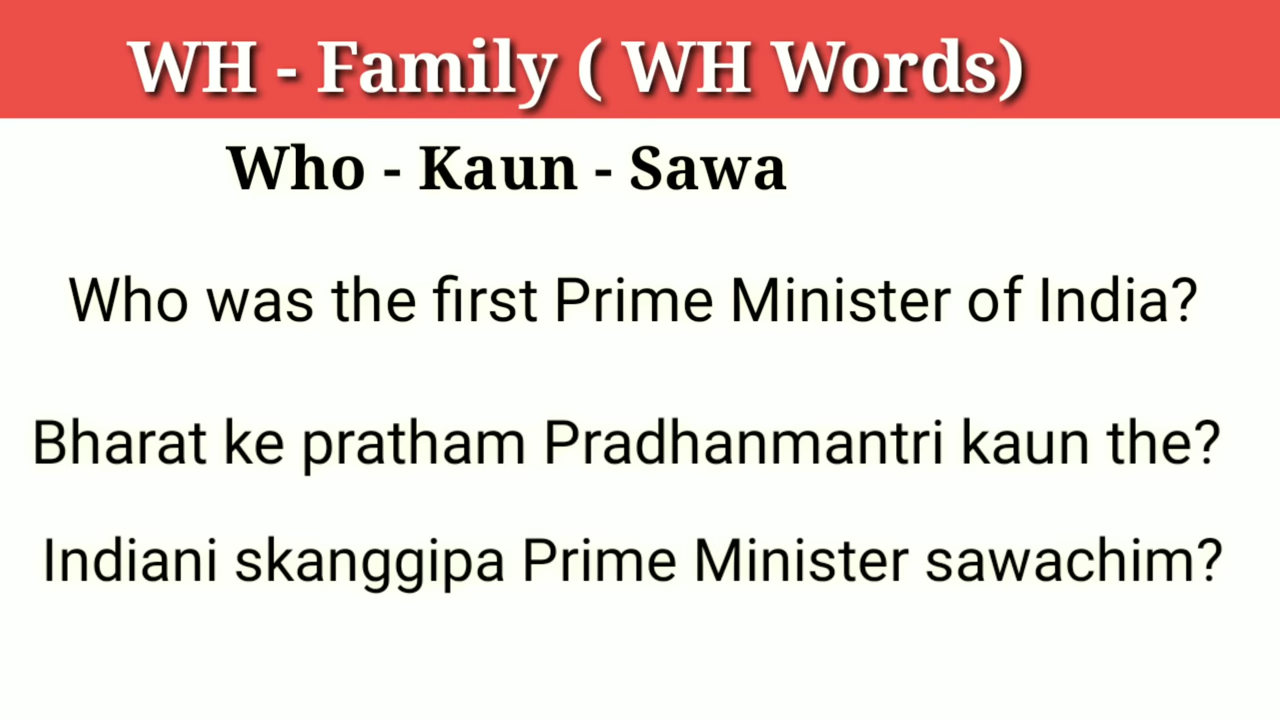 WH - Family ( WH Words)
Who - Kaun - Sawa
Who was the first Prime Minister of India?
Bharat ke pratham Pradhanmantri kaun the?
Indiani skanggipa Prime Minister sawachim?